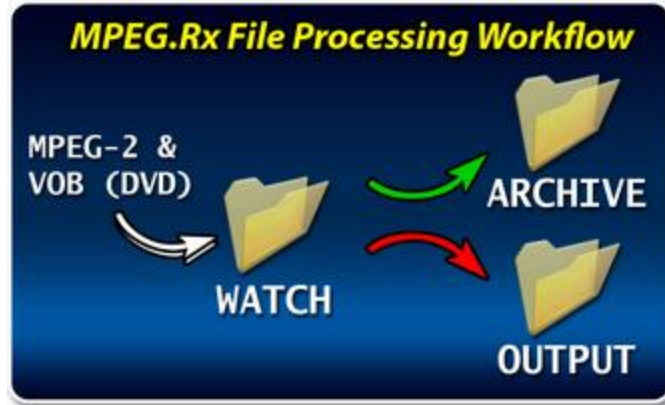 MPEG.Rx File Processing Workflow
MPEG-2 &
VOB (DVD)
WATCH
ARCHIVE
OUTPUT